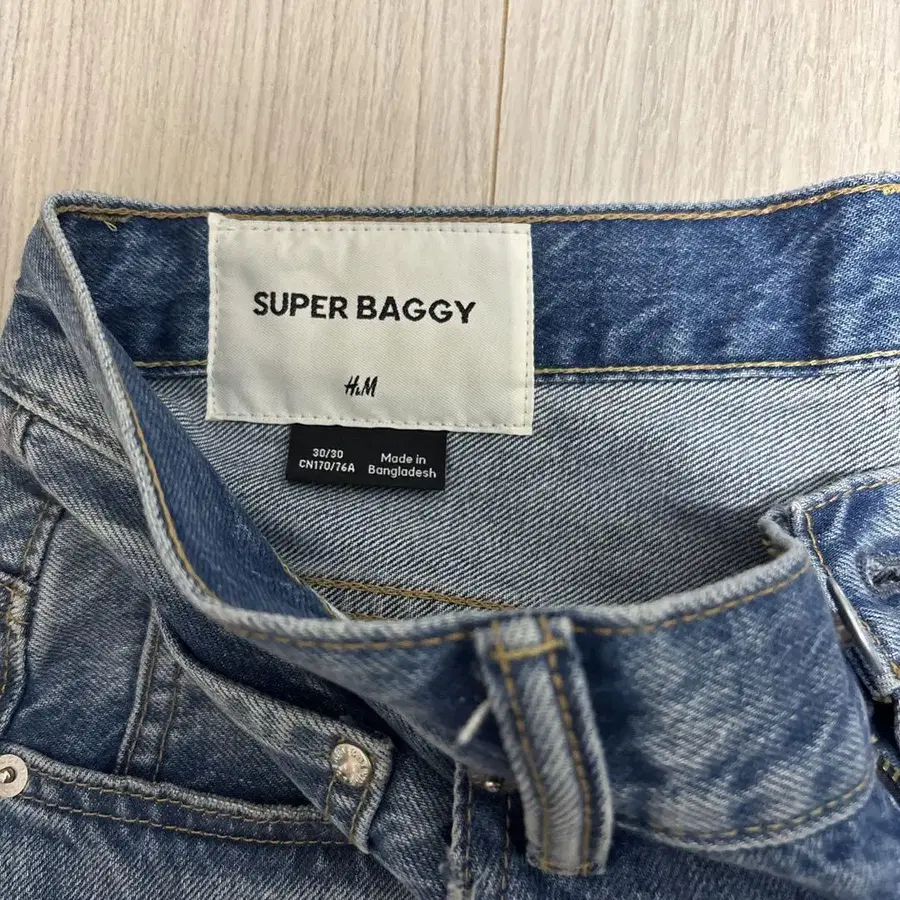 SUPER BAGGY
H&M
30/30
CN170/76A
Made in
Bangladesh